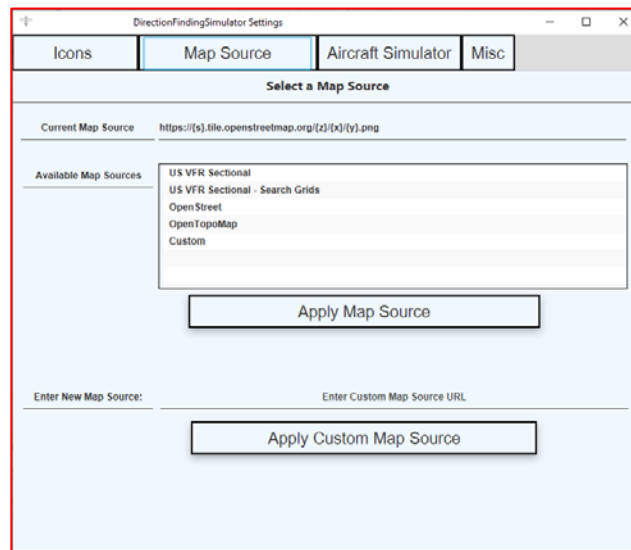 DirectionFindingSimulator Settings
Icons Map Source Aircraft Simulator Misc
Select a Map Source
Current Map Source https://{s}.tile.openstreetmap.org/{z}/{x}/{y}.png
Available Map Sources
US VFR Sectional
US VFR Sectional - Search Grids
OpenStreet
OpenTopoMap
Custom
Apply Map Source
Enter New Map Source: Enter Custom Map Source URL
Apply Custom Map Source